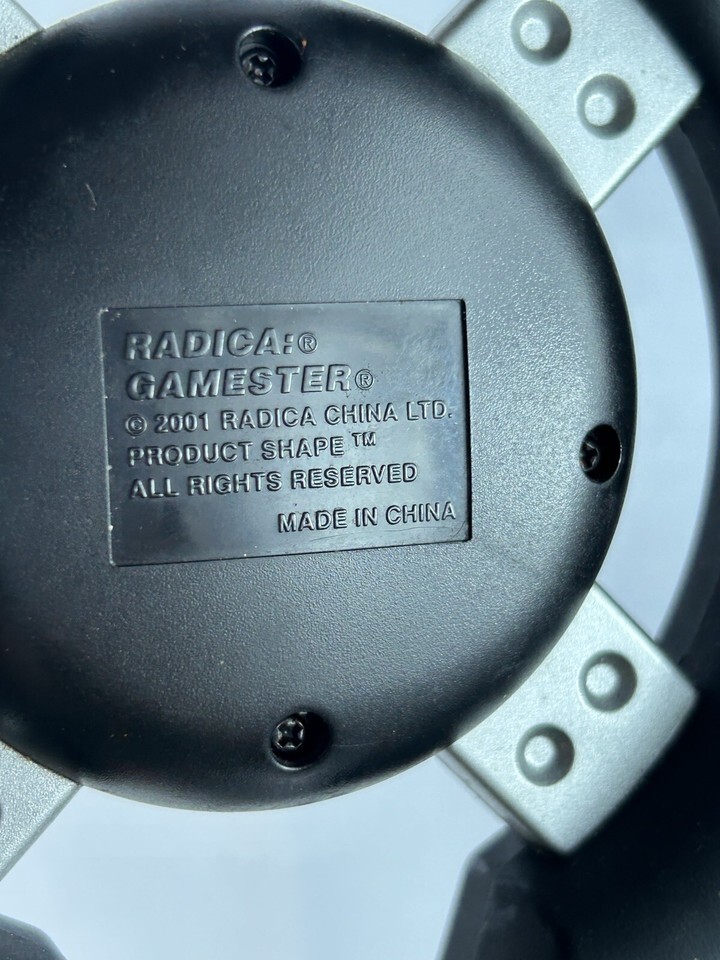 RADICA:®
GAMESTER®
© 2001 RADICA CHINA LTD.
PRODUCT SHAPE ™
ALL RIGHTS RESERVED
MADE IN CHINA